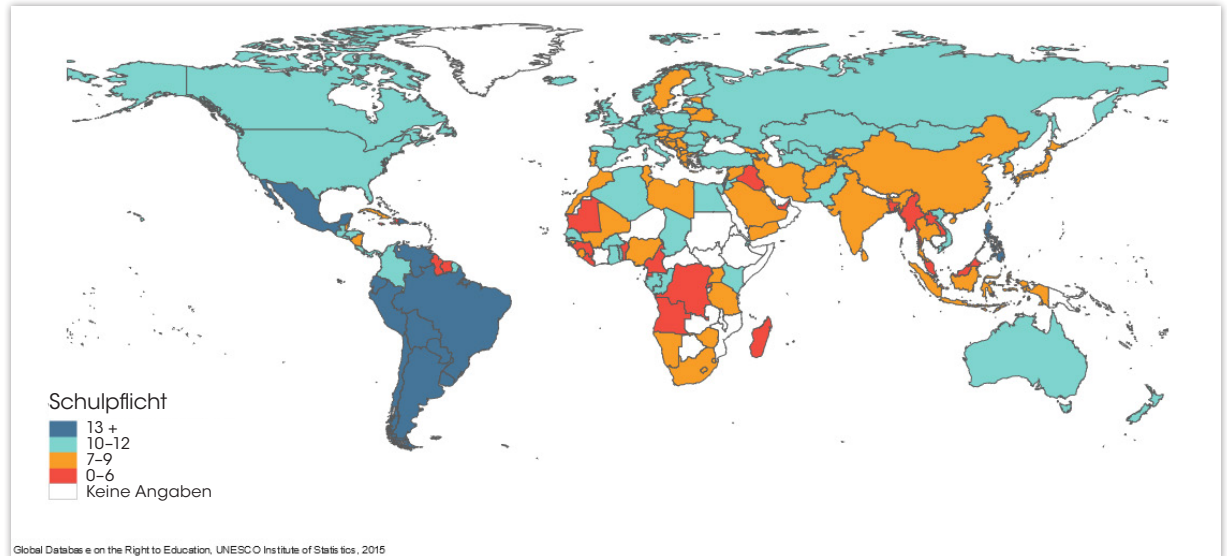 Schulpflicht
13 +
10–12
7–9
0–6
Keine Angaben
Global Database on the Right to Education, UNESCO Institute of Statistics, 2015